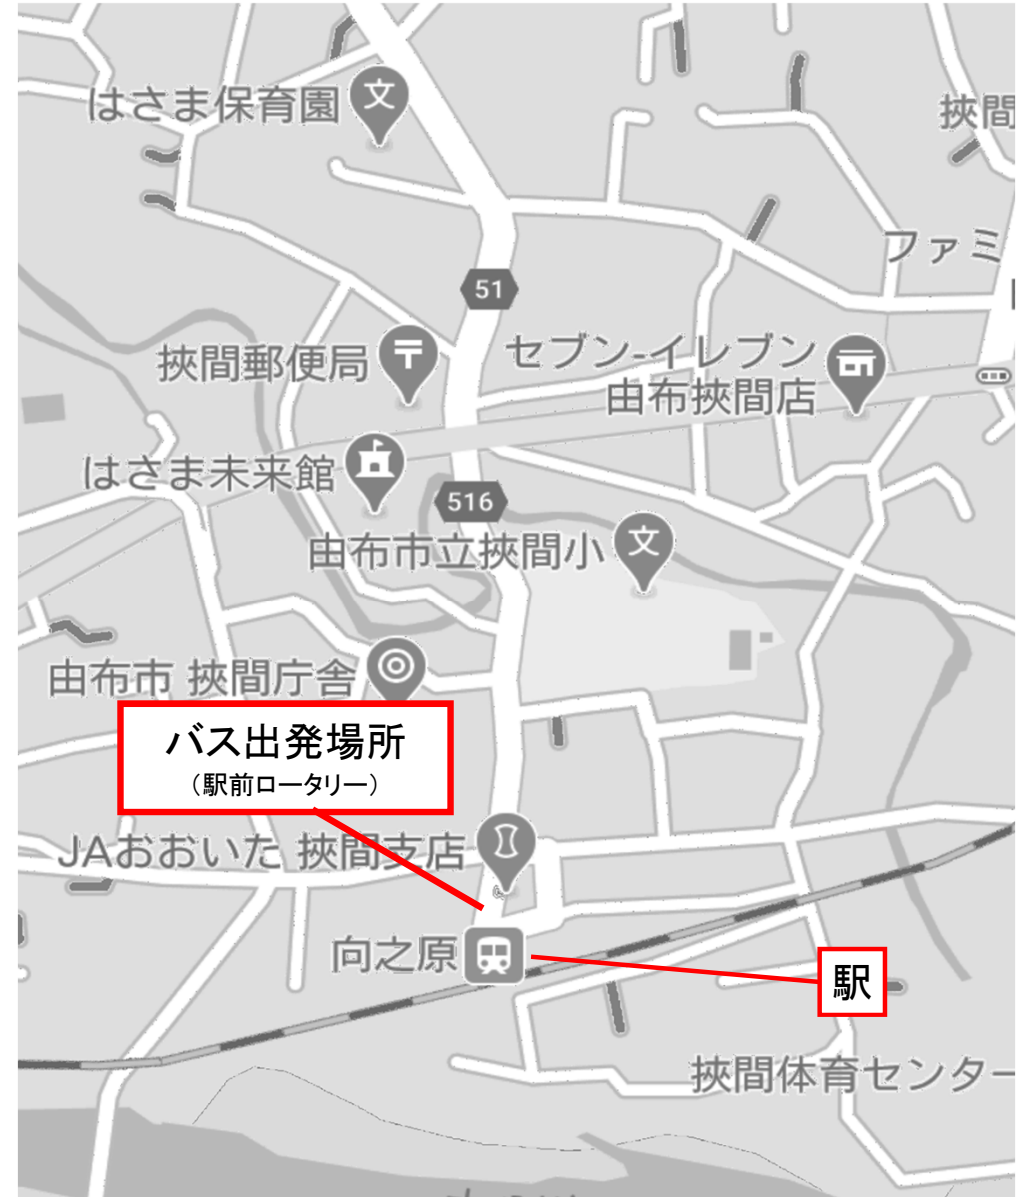 はさま保育園
文
挾間
ファミ
51
挾間郵便局
〒
セブン-イレブン
由布挾間店
はさま未来館
516
由布市立挾間小
文
由布市 挾間庁舎
バス出発場所
（駅前ロータリー）
JAおおいた 挾間支店
向之原
駅
挾間体育センター